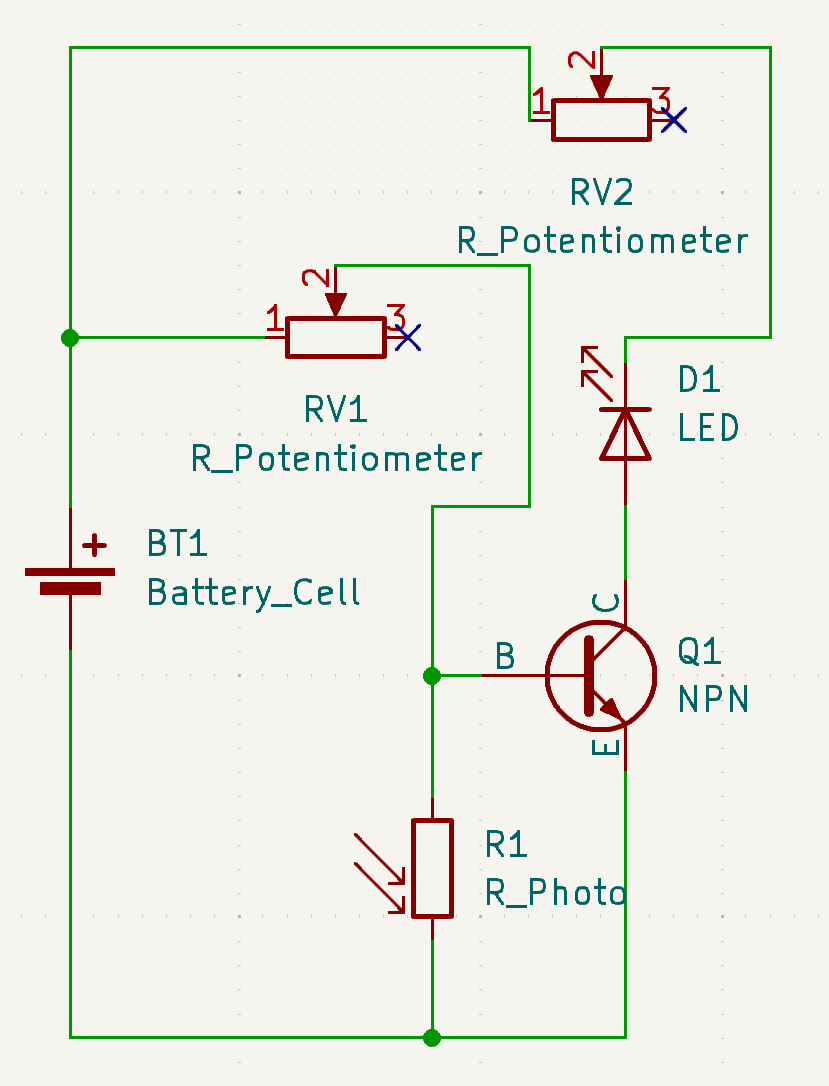 2
1 3
RV2
R_Potentiometer
2
1 3
RV1
R_Potentiometer
D1
LED
+
BT1
Battery_Cell
C
B
Q1
NPN
E
R1
R_Photo